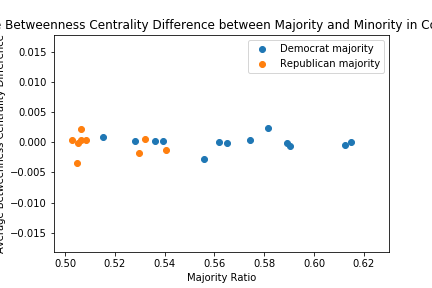 e Betweenness Centrality Difference between Majority and Minority in Co
Democrat majority
Republican majority
Average Betweenness Centrality Difference
0.015
0.010
0.005
0.000
−0.005
−0.010
−0.015
0.50 0.52 0.54 0.56 0.58 0.60 0.62
Majority Ratio